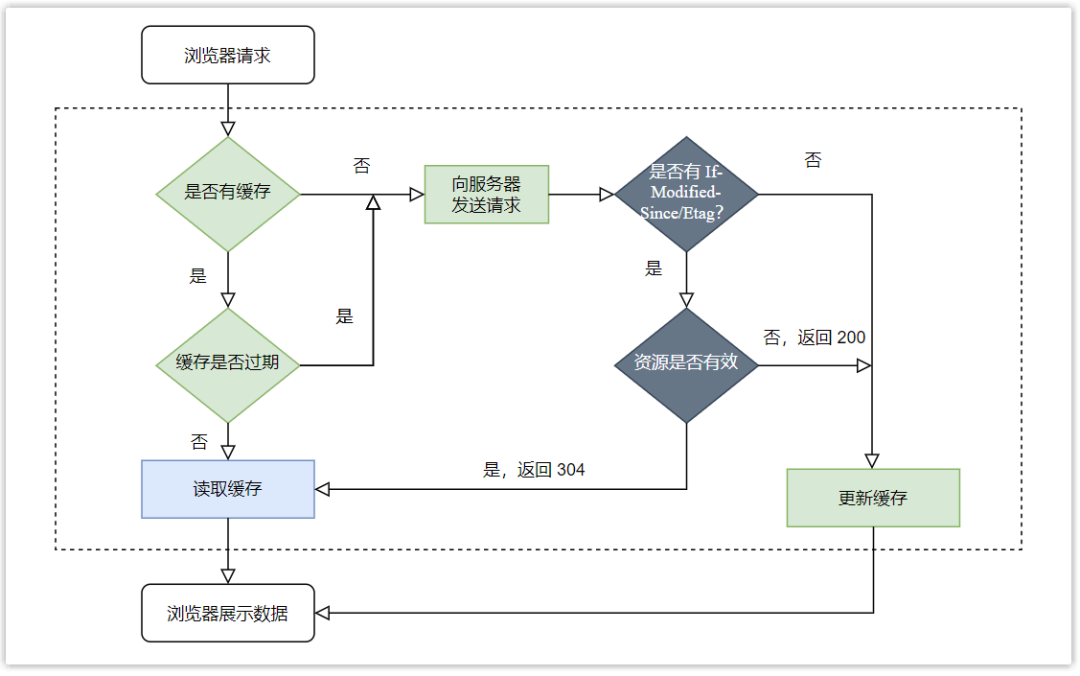 浏览器请求
否
否
是否有缓存
向服务器
发送请求
是否有 If-
Modified-
Since/Etag?
是
是
是
否，返回 200
缓存是否过期
资源是否有效
否
是，返回 304
读取缓存
更新缓存
浏览器展示数据